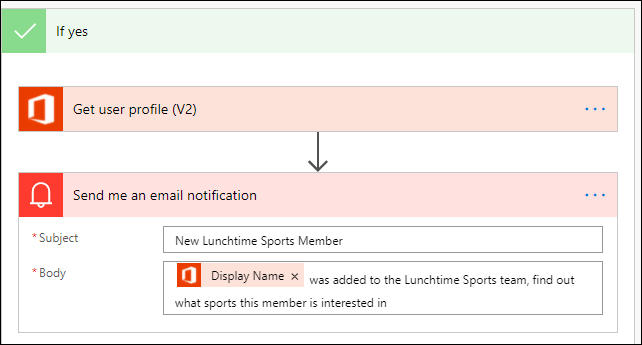 If yes
Get user profile (V2)
...
Send me an email notification
...
*Subject
New Lunchtime Sports Member
*Body
Display Name × was added to the Lunchtime Sports team, find out
what sports this member is interested in